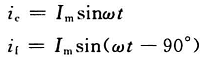 i_c = I_m sinωt
i_f = I_m sin(ωt − 90°)